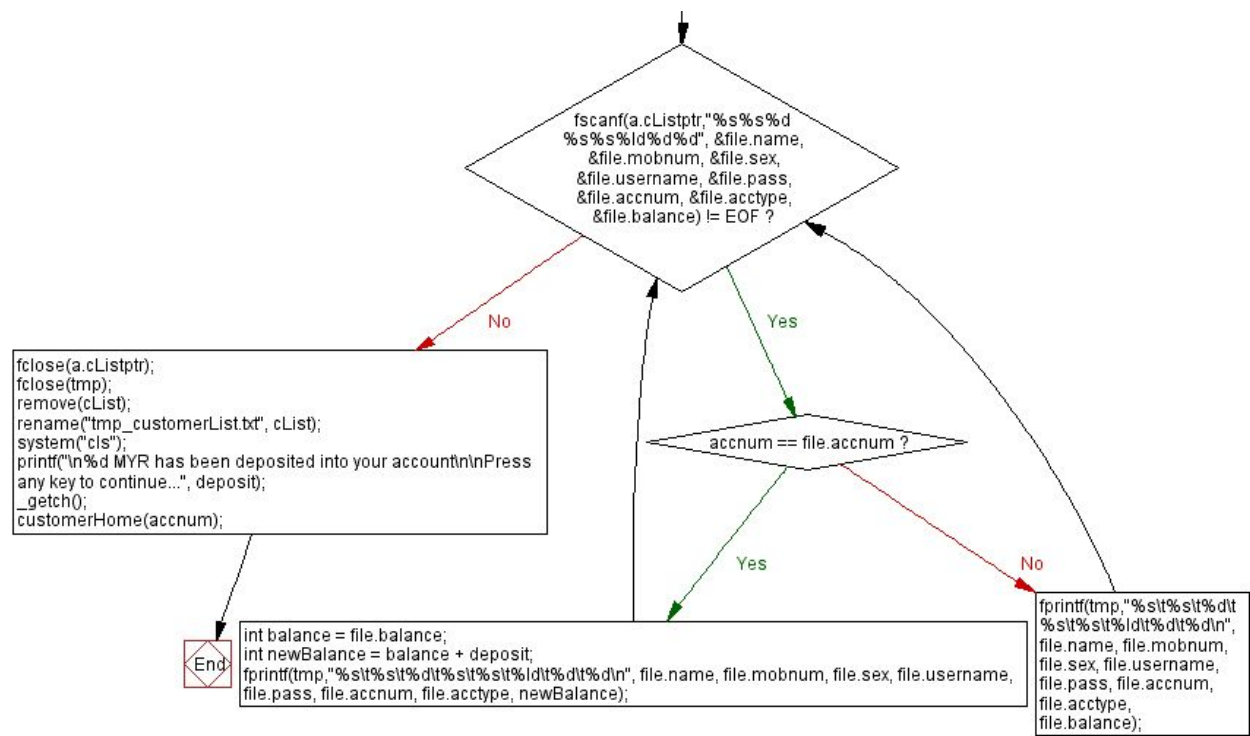 fscanf(a.cListptr,"%s%s%d
%s%s%ld%d%d", &file.name,
&file.mobnum, &file.sex,
&file.username, &file.pass,
&file.accnum, &file.acctype,
&file.balance) != EOF ?
No
Yes
fclose(a.cListptr);
fclose(tmp);
remove(cList);
rename("tmp_customerList.txt", cList);
system("cls");
printf("\n%d MYR has been deposited into your account\n\nPress
any key to continue...", deposit);
_getch();
customerHome(accnum);
accnum == file.accnum ?
Yes
No
End
int balance = file.balance;
int newBalance = balance + deposit;
fprintf(tmp,"%s\t%s\t%d\t%s\t%s\t%ld\t%d\t%d\n", file.name, file.mobnum, file.sex, file.username,
file.pass, file.accnum, file.acctype, newBalance);
fprintf(tmp,"%s\t%s\t%d\t
%s\t%s\t%ld\t%d\t%d\n",
file.name, file.mobnum,
file.sex, file.username,
file.pass, file.accnum,
file.acctype,
file.balance);